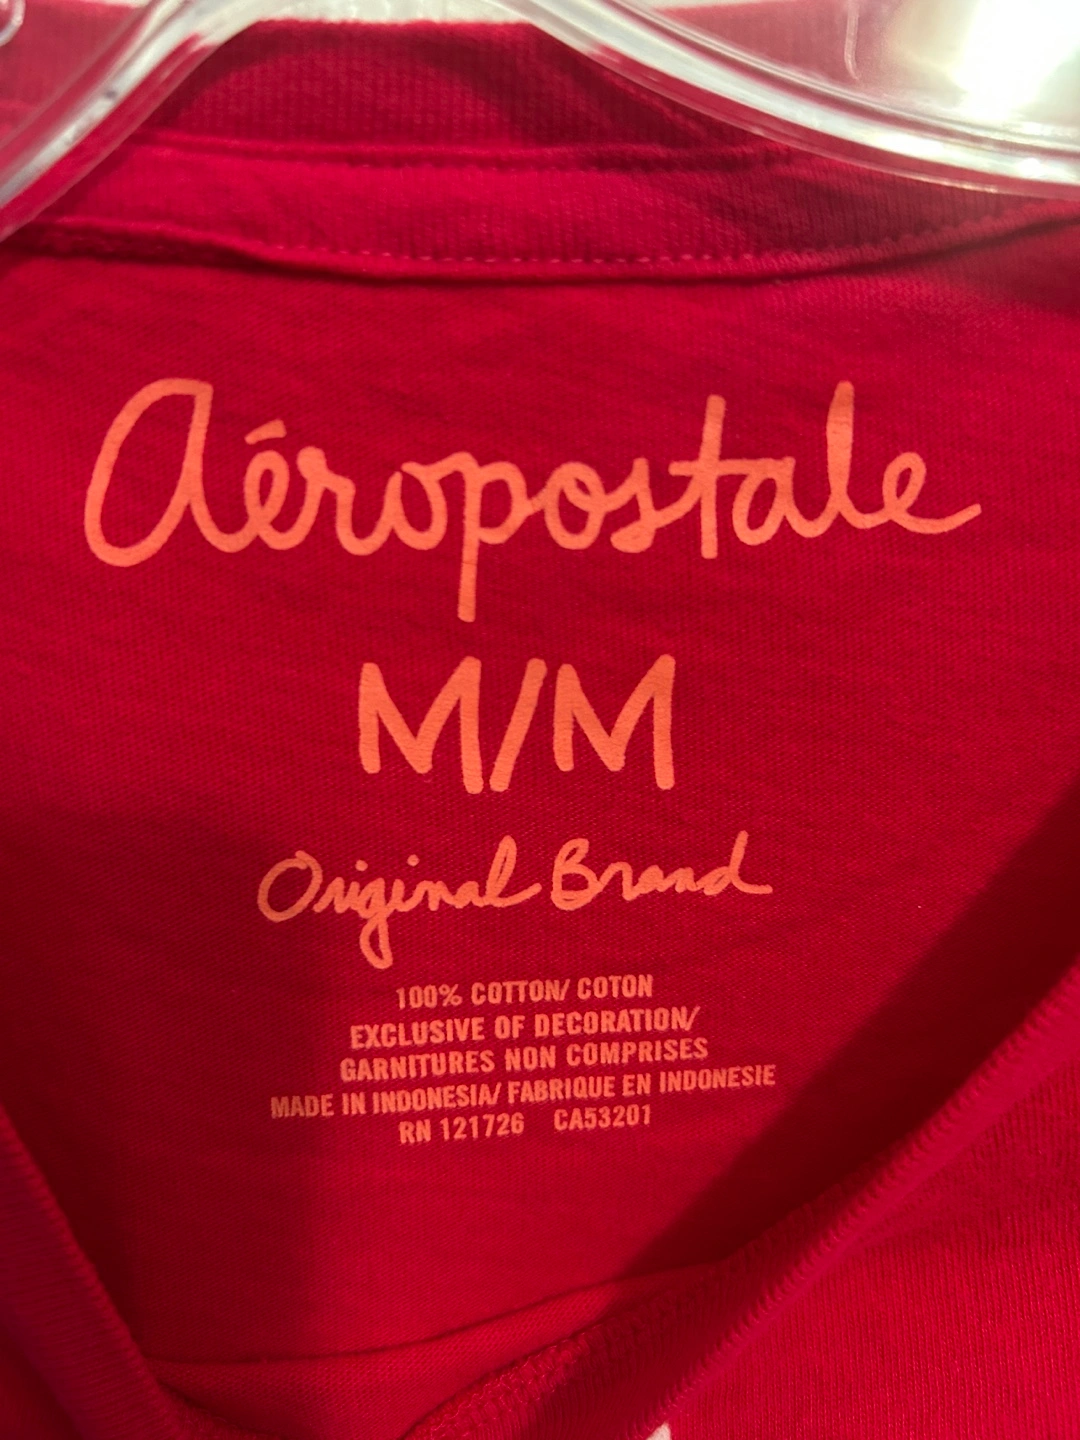 aéropostale
M/M
Original Brand
100% COTTON/ COTON
EXCLUSIVE OF DECORATION/
GARNITURES NON COMPRISES
MADE IN INDONESIA/ FABRIQUE EN INDONESIE
RN 121726 CA53201